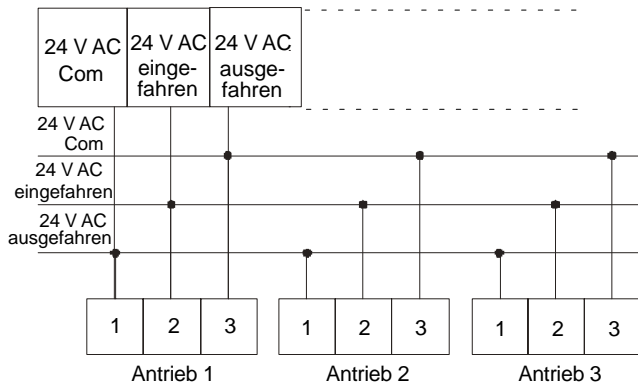 24 V AC
Com
24 V AC
einge-
fahren
24 V AC
ausge-
fahren
24 V AC
Com
24 V AC
eingefahren
24 V AC
ausgefahren
1 2 3
1 2 3
1 2 3
Antrieb 1
Antrieb 2
Antrieb 3